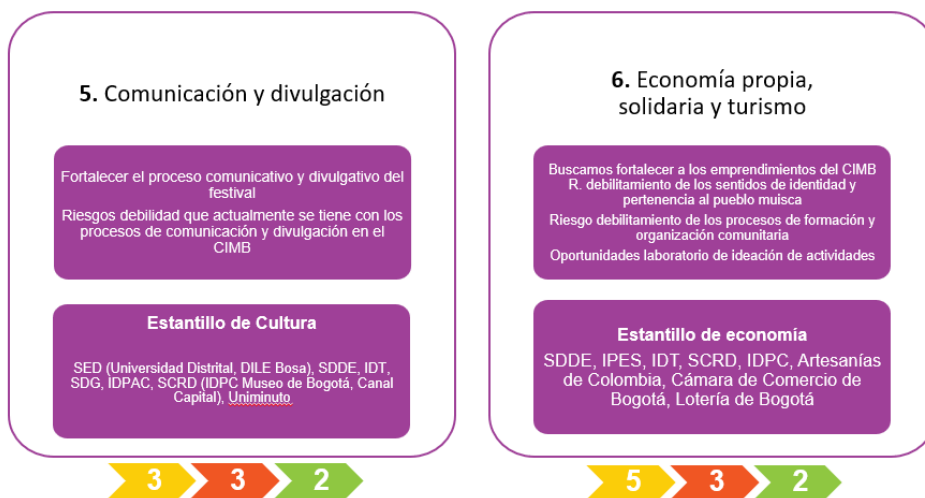 5. Comunicación y divulgación
Fortalecer el proceso comunicativo y divulgativo del
festival
Riesgos debilidad que actualmente se tiene con los
procesos de comunicación y divulgación en el
CIMB
Estantillo de Cultura
SED (Universidad Distrital, DILE Bosa), SDDE, IDT,
SDG, IDPAC, SCRD (IDPC Museo de Bogotá, Canal
Capital), Uniminuto
3 3 2
6. Economía propia,
solidaria y turismo
Buscamos fortalecer a los emprendimientos del CIMB
R. debilitamiento de los sentidos de identidad y
pertenencia al pueblo muisca
Riesgo debilitamiento de los procesos de formación y
organización comunitaria
Oportunidades laboratorio de ideación de actividades
Estantillo de economía
SDDE, IPES, IDT, SCRD, IDPC, Artesanías
de Colombia, Cámara de Comercio de
Bogotá, Lotería de Bogotá
5 3 2